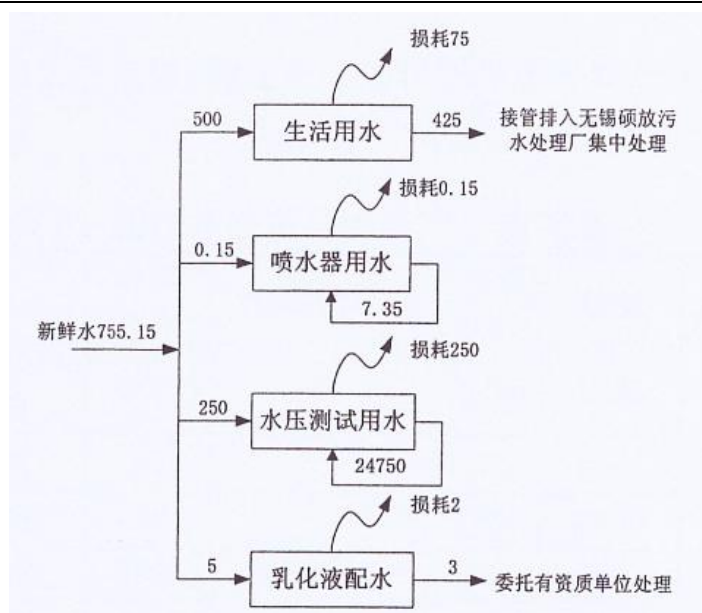 损耗75
500
生活用水
425
接管排入无锡硕放污
水处理厂集中处理
损耗0.15
0.15
喷水器用水
7.35
新鲜水755.15
损耗250
250
水压测试用水
24750
损耗2
5
乳化液配水
3
委托有资质单位处理